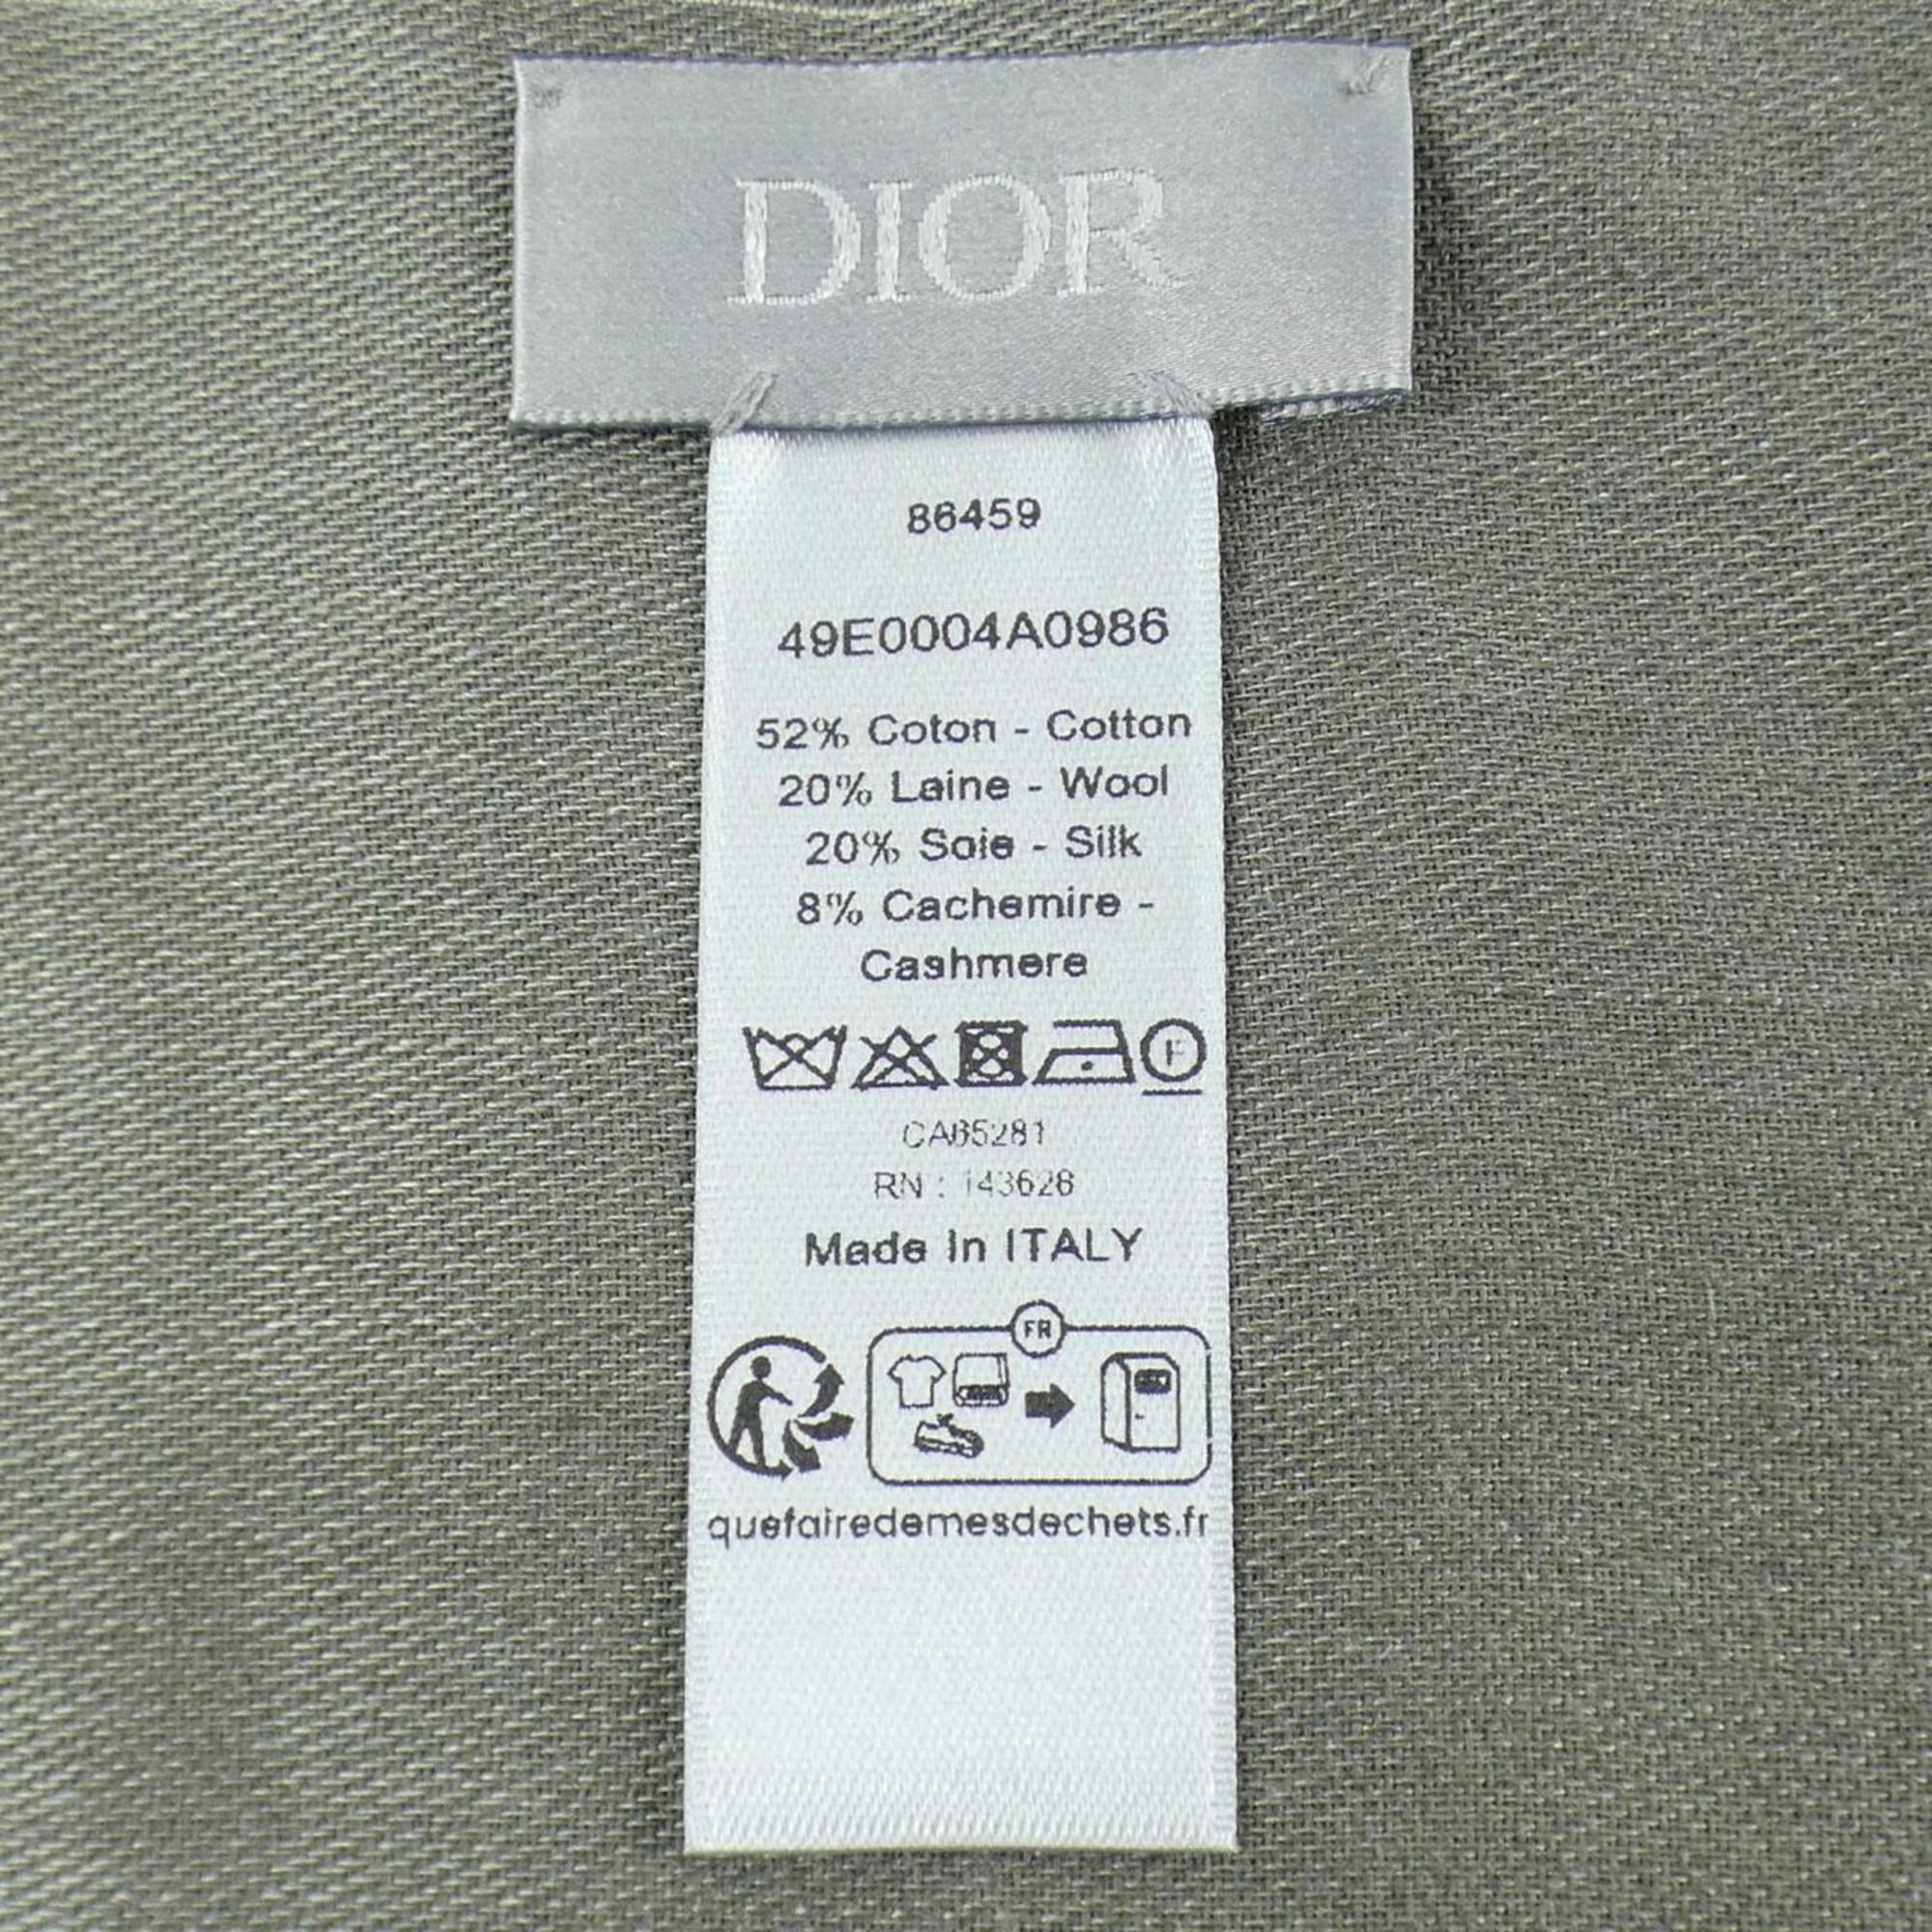 DIOR
86459
49E0004A0986
52% Coton - Cotton
20% Laine - Wool
20% Soie - Silk
8% Cachemire -
Cashmere
F
CA65281
RN : 143628
Made In ITALY
FR
quefairedemesdechets.fr